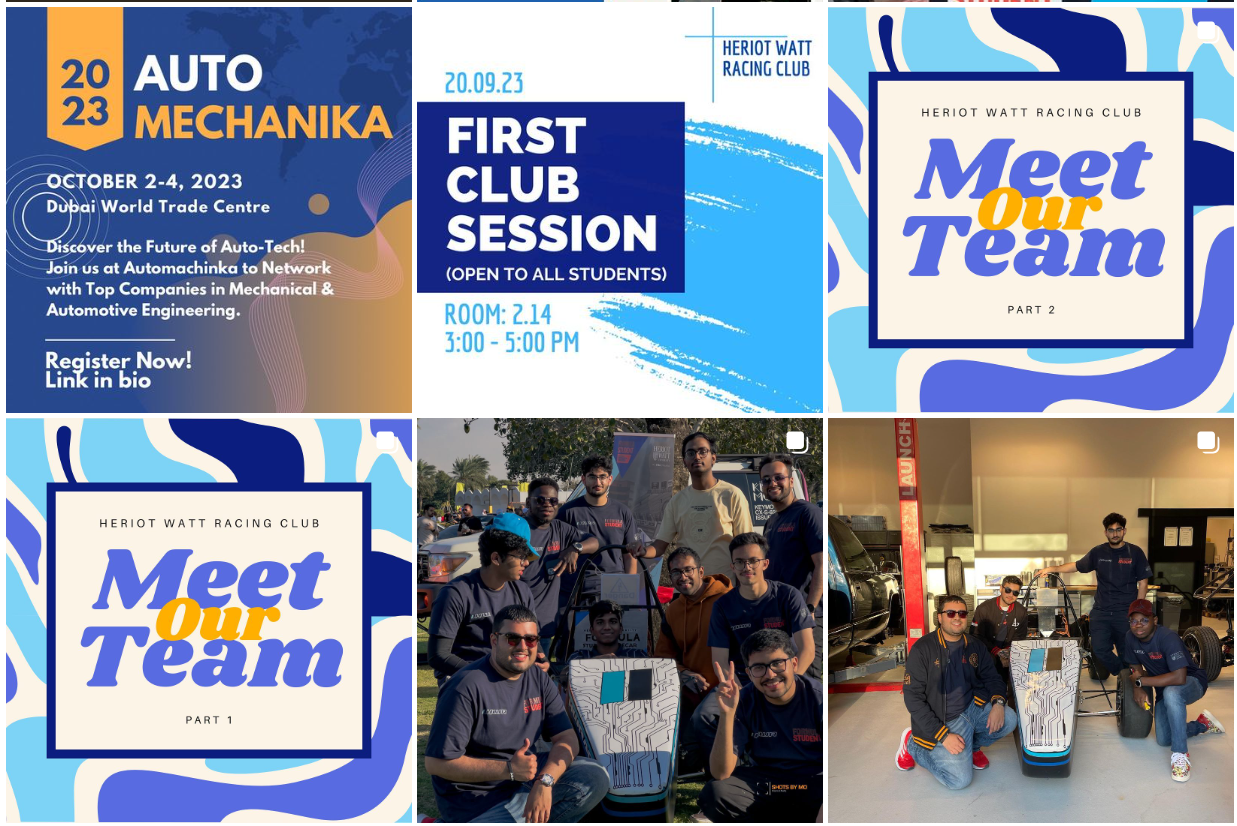 20
23
AUTO
MECHANIKA
OCTOBER 2-4, 2023
Dubai World Trade Centre
Discover the Future of Auto-Tech!
Join us at Automachinka to Network
with Top Companies in Mechanical &
Automotive Engineering.
Register Now!
Link in bio
HERIOT WATT
RACING CLUB
20.09.23
FIRST
CLUB
SESSION
(OPEN TO ALL STUDENTS)
ROOM: 2.14
3:00 - 5:00 PM
HERIOT WATT RACING CLUB
Meet
Our
Team
PART 2
HERIOT WATT RACING CLUB
Meet
Our
Team
PART 1
STUDENT
SHOTS BY MO
LAUNCH